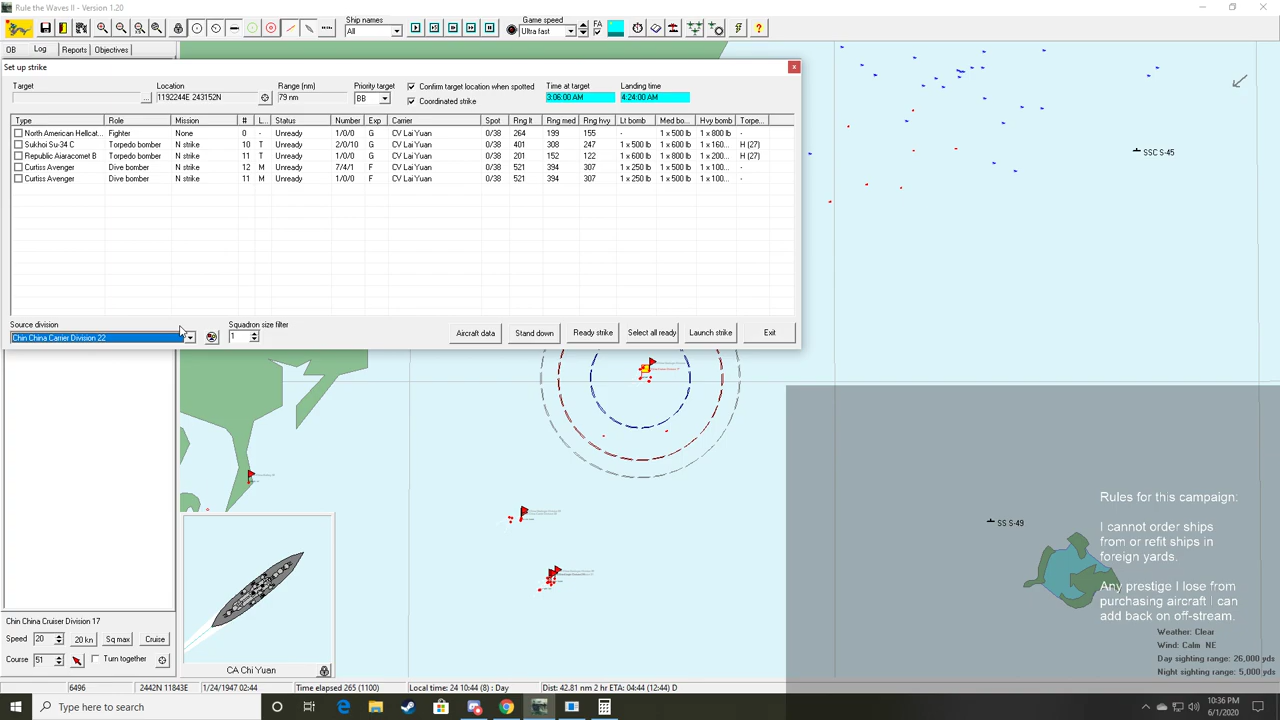 Rule the Waves II - Version 1.20
Ship names
All
Game speed
Ultra fast
FA
OB Log Reports Objectives
Set up strike
Target Location Range (nm) Priority target Confirm target location when spotted Time at target Landing time
... 1192244E,243152N 79 nm BB Coordinated strike 3:06:00 AM 4:24:00 AM
Type Role Mission # L... Status Number Exp Carrier Spot Rng lt Rng med Rng hvy Lt bomb Med bo... Hvy bomb Torpe...
North American Hellcat... Fighter None 0 - Unready 1/0/0 G CV Lai Yuan 0/38 264 199 155 - 1 x 500 lb 1 x 800 lb -
Sukhoi Su-34 C Torpedo bomber N strike 10 T Unready 2/0/10 G CV Lai Yuan 0/38 401 308 247 1 x 500 lb 1 x 160... H (27)
Republic Aiaracomet B Torpedo bomber N strike 11 T Unready 1/0/0 G CV Lai Yuan 0/38 201 152 122 1 x 600 lb 1 x 800 lb 1 x 200... H (27)
Curtiss Avenger Dive bomber N strike 12 M Unready 7/4/1 F CV Lai Yuan 0/38 521 394 307 1 x 250 lb 1 x 500 lb 1 x 100... -
Curtiss Avenger Dive bomber N strike 11 M Unready 1/0/0 F CV Lai Yuan 0/38 521 394 307 1 x 250 lb 1 x 500 lb 1 x 100... -
Source division
Chin China Carrier Division 22
Squadron size filter
1
Aircraft data Stand down Ready strike Select all ready Launch strike Exit
SSC S-45
SS S-49
Rules for this campaign:
I cannot order ships
from or refit ships in
foreign yards.
Any prestige I lose from
purchasing aircraft I can
add back on off-stream.
Weather: Clear
Wind: Calm NE
Day sighting range: 26,000 yds
Night sighting range: 5,000 yds
Chin China Cruiser Division 17
Speed 20 20 kn Sq max Cruise
Course 51 Turn together
CA Chi Yuan
6496 2442N 11843E 1/24/1947 02:44 Time elapsed 265 (1100) Local time: 24 10:44 (8) : Day Dist: 42.81 nm 2 hr ETA: 04:44 (12:44) D
Type here to search
10:36 PM
6/1/2020